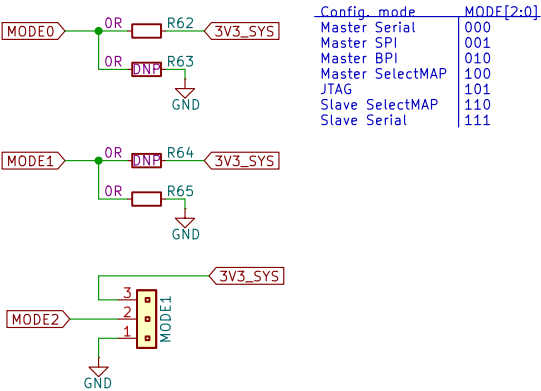 Config. mode MODE[2:0]
Master Serial 000
Master SPI 001
Master BPI 010
Master SelectMAP 100
JTAG 101
Slave SelectMAP 110
Slave Serial 111
MODE0 0R R62 3V3_SYS
0R DNP R63
GND
MODE1 0R DNP R64 3V3_SYS
0R R65
GND
3V3_SYS
3
MODE2 2
1
MODE1
GND